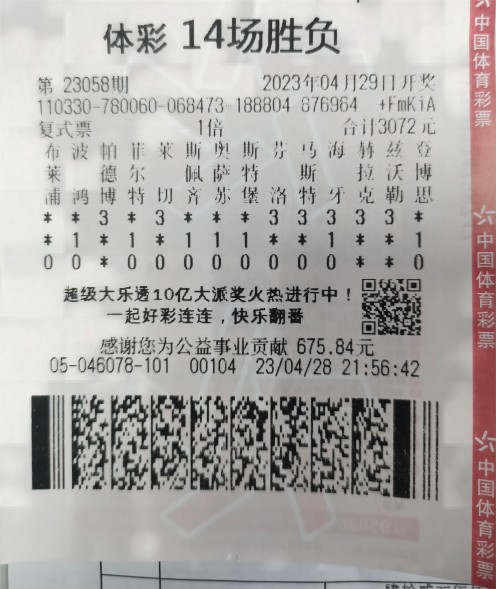 体彩 14场胜负
第 23058期 2023年04月29日开奖
110330-780060-068473-188804 876964 +FmKiA
复式票 1倍 合计3072元
布 波 帕 菲 莱 斯 奥 斯 芬 马 海 赫 兹 登
莱 德 尔 佩 萨 特 斯 拉 沃 博
浦 鸿 博 特 切 齐 苏 堡 洛 特 牙 克 勒 思
* * 3 * 3 * * * 3 3 3 3 3 *
* 1 * 1 * 1 1 1 * * 1 * * 1
0 0 * 0 0 0 0 0 0 0 0 * * 0
超级大乐透10亿大派奖火热进行中！
一起好彩连连，快乐翻番
感谢您为公益事业贡献 675.84元
05-046078-101 00104 23/04/28 21:56:42
中国体育彩票
中国体育彩票
中国体育彩票